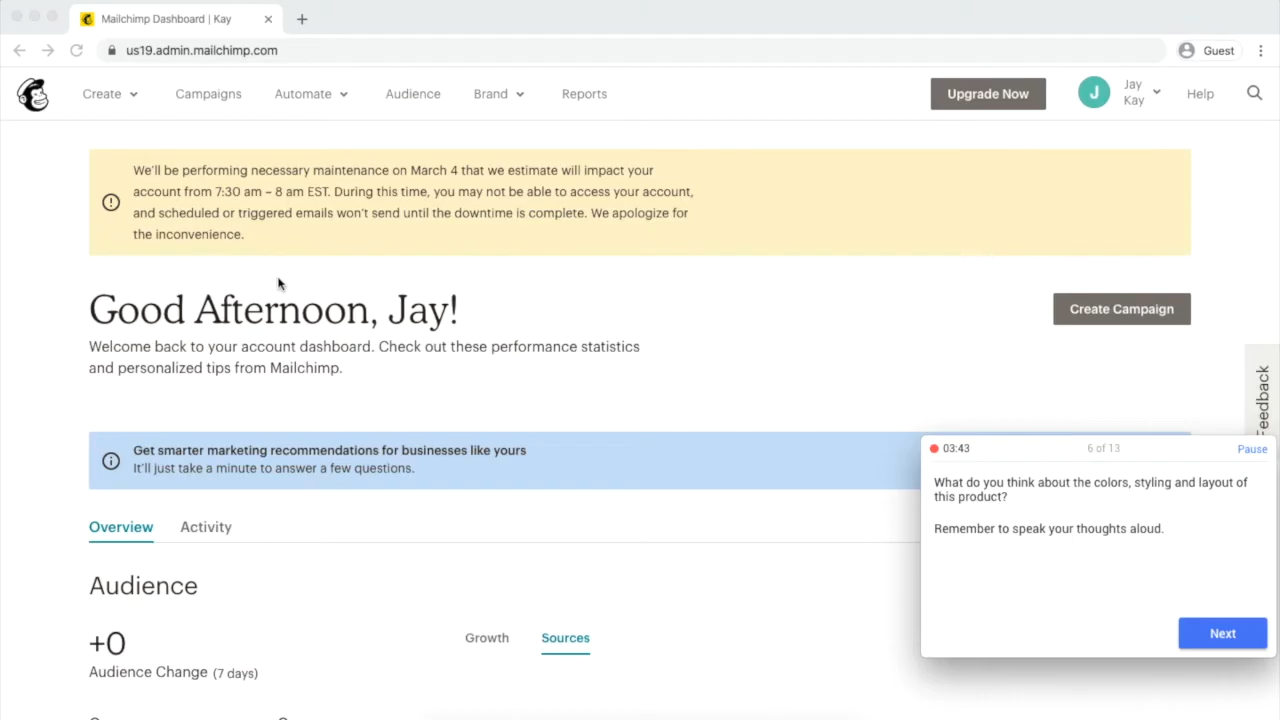 Mailchimp Dashboard | Kay
us19.admin.mailchimp.com
Guest
Create
Campaigns
Automate
Audience
Brand
Reports
Upgrade Now
J
Jay
Kay
Help
We'll be performing necessary maintenance on March 4 that we estimate will impact your
account from 7:30 am – 8 am EST. During this time, you may not be able to access your account,
and scheduled or triggered emails won't send until the downtime is complete. We apologize for
the inconvenience.
Good Afternoon, Jay!
Create Campaign
Welcome back to your account dashboard. Check out these performance statistics
and personalized tips from Mailchimp.
Feedback
Get smarter marketing recommendations for businesses like yours
It'll just take a minute to answer a few questions.
Overview
Activity
Audience
+0
Audience Change (7 days)
Growth
Sources
03:43
6 of 13
Pause
What do you think about the colors, styling and layout of
this product?
Remember to speak your thoughts aloud.
Next